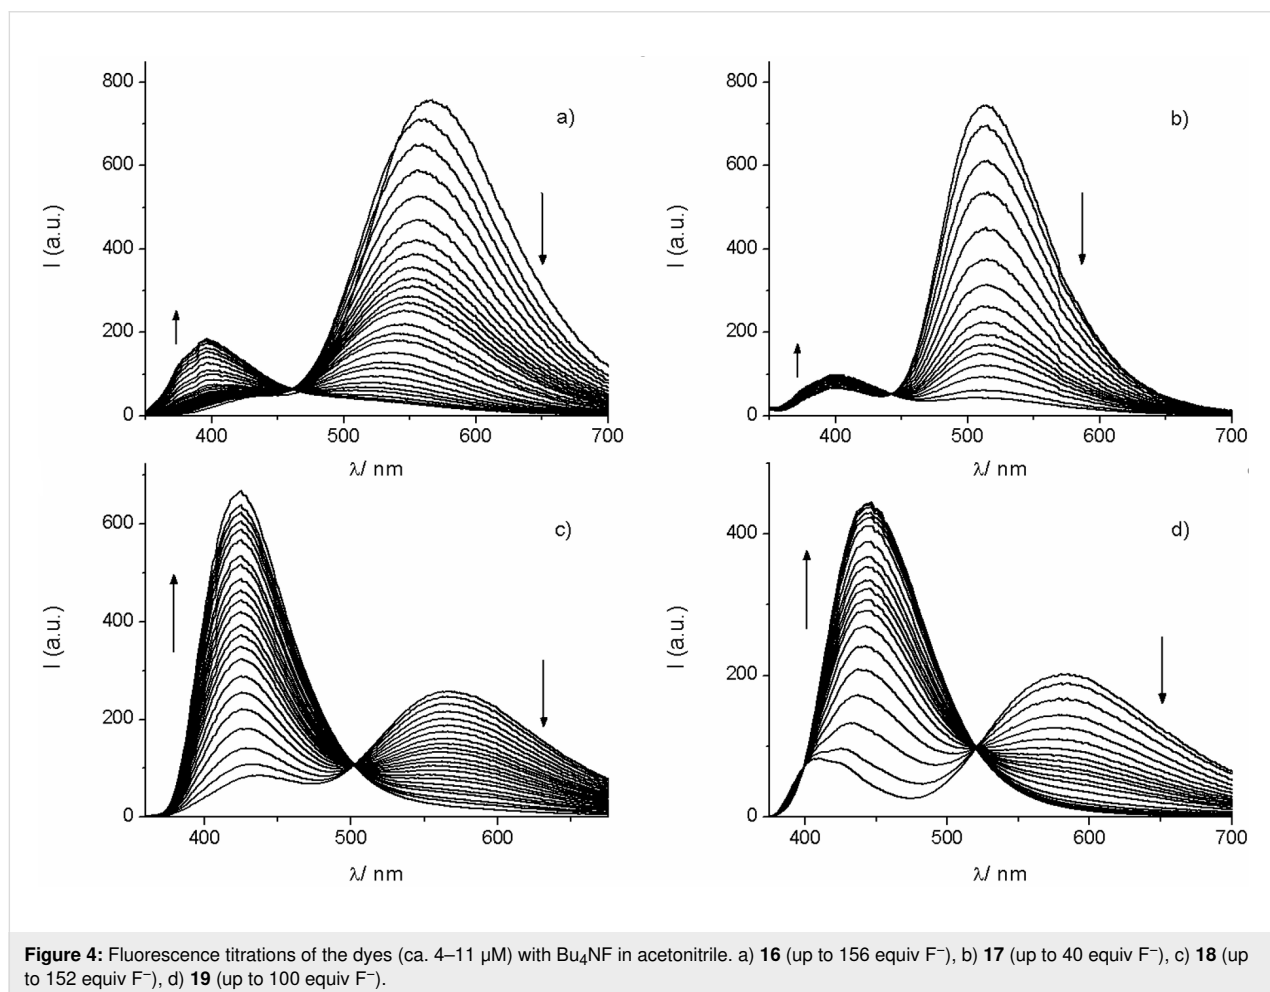 800
600
400
200
0
I (a.u.)
a)
400
500
600
700
λ/ nm
800
600
400
200
0
I (a.u.)
b)
400
500
600
700
λ/ nm
600
400
200
0
I (a.u.)
c)
400
500
600
λ/ nm
400
200
0
I (a.u.)
d)
400
500
600
700
λ/ nm
Figure 4: Fluorescence titrations of the dyes (ca. 4–11 μM) with Bu₄NF in acetonitrile. a) 16 (up to 156 equiv F⁻), b) 17 (up to 40 equiv F⁻), c) 18 (up
to 152 equiv F⁻), d) 19 (up to 100 equiv F⁻).